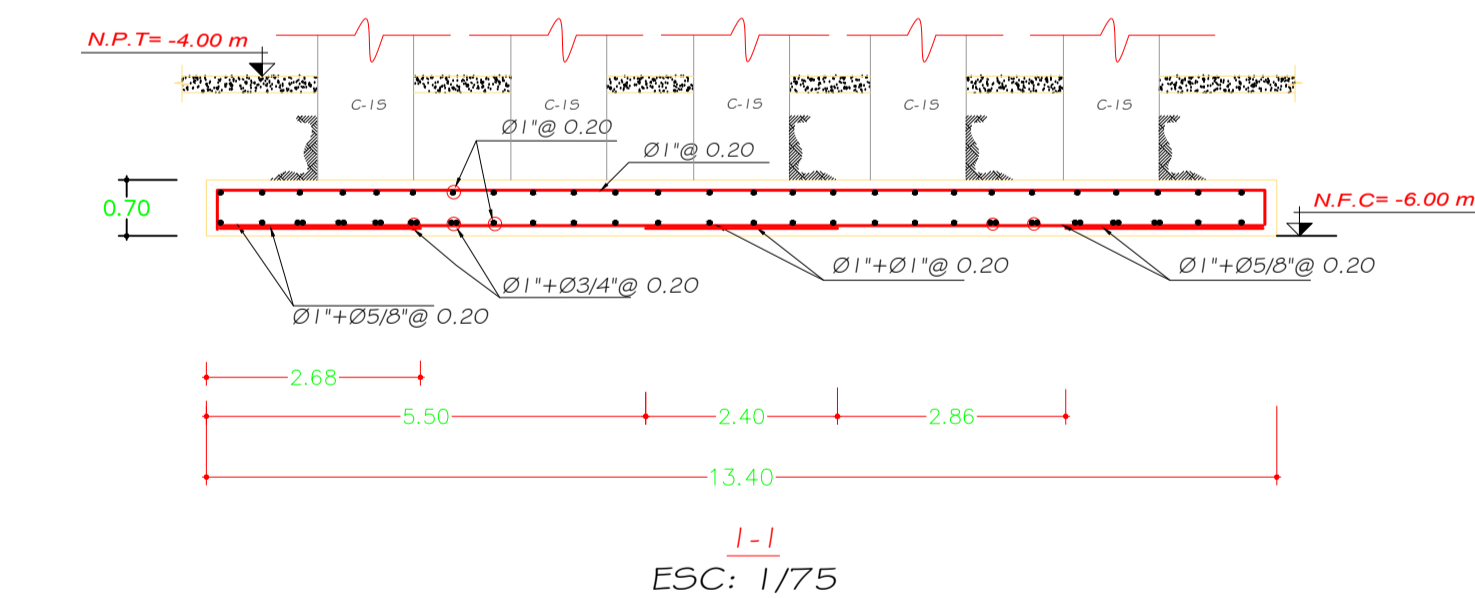 N.P.T= -4.00 m
C-15
C-15
C-15
C-15
C-15
Ø1"@ 0.20
Ø1"@ 0.20
0.70
N.F.C= -6.00 m
Ø1"+Ø5/8"@ 0.20
Ø1"+Ø3/4"@ 0.20
Ø1"+Ø1"@ 0.20
Ø1"+Ø5/8"@ 0.20
2.68
5.50
2.40
2.86
13.40
1-1
ESC: 1/75